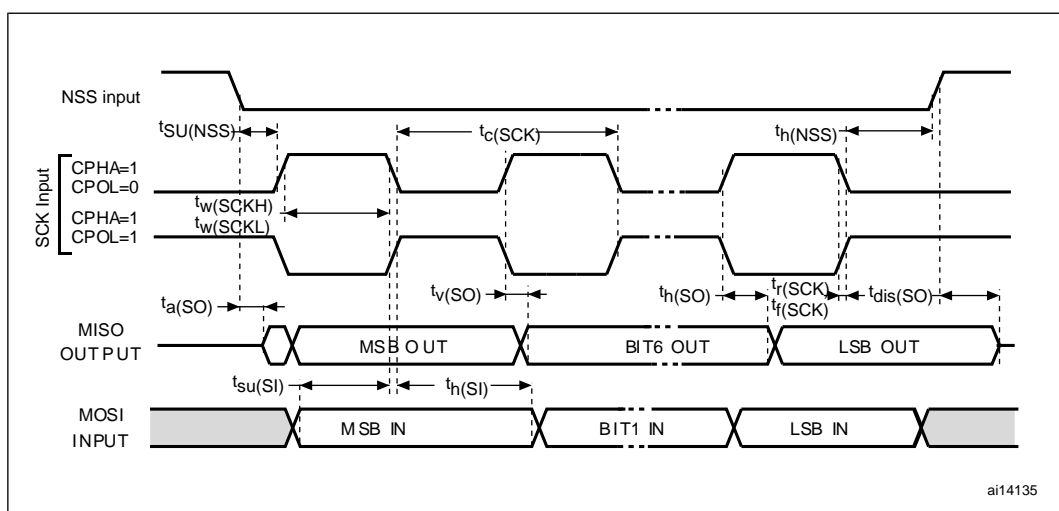 NSS input
tSU(NSS)
tc(SCK)
th(NSS)
SCK Input
CPHA=1
CPOL=0
CPHA=1
CPOL=1
tw(SCKH)
tw(SCKL)
ta(SO)
tv(SO)
th(SO)
tr(SCK)
tf(SCK)
tdis(SO)
MISO
OUTPUT
MSB OUT
BIT6 OUT
LSB OUT
tsu(SI)
th(SI)
MOSI
INPUT
MSB IN
BIT1 IN
LSB IN
ai14135